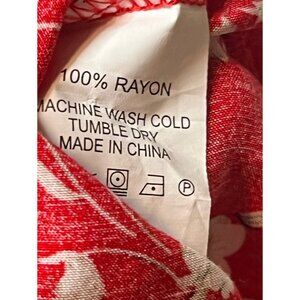 100% RAYON
MACHINE WASH COLD
TUMBLE DRY
MADE IN CHINA
P